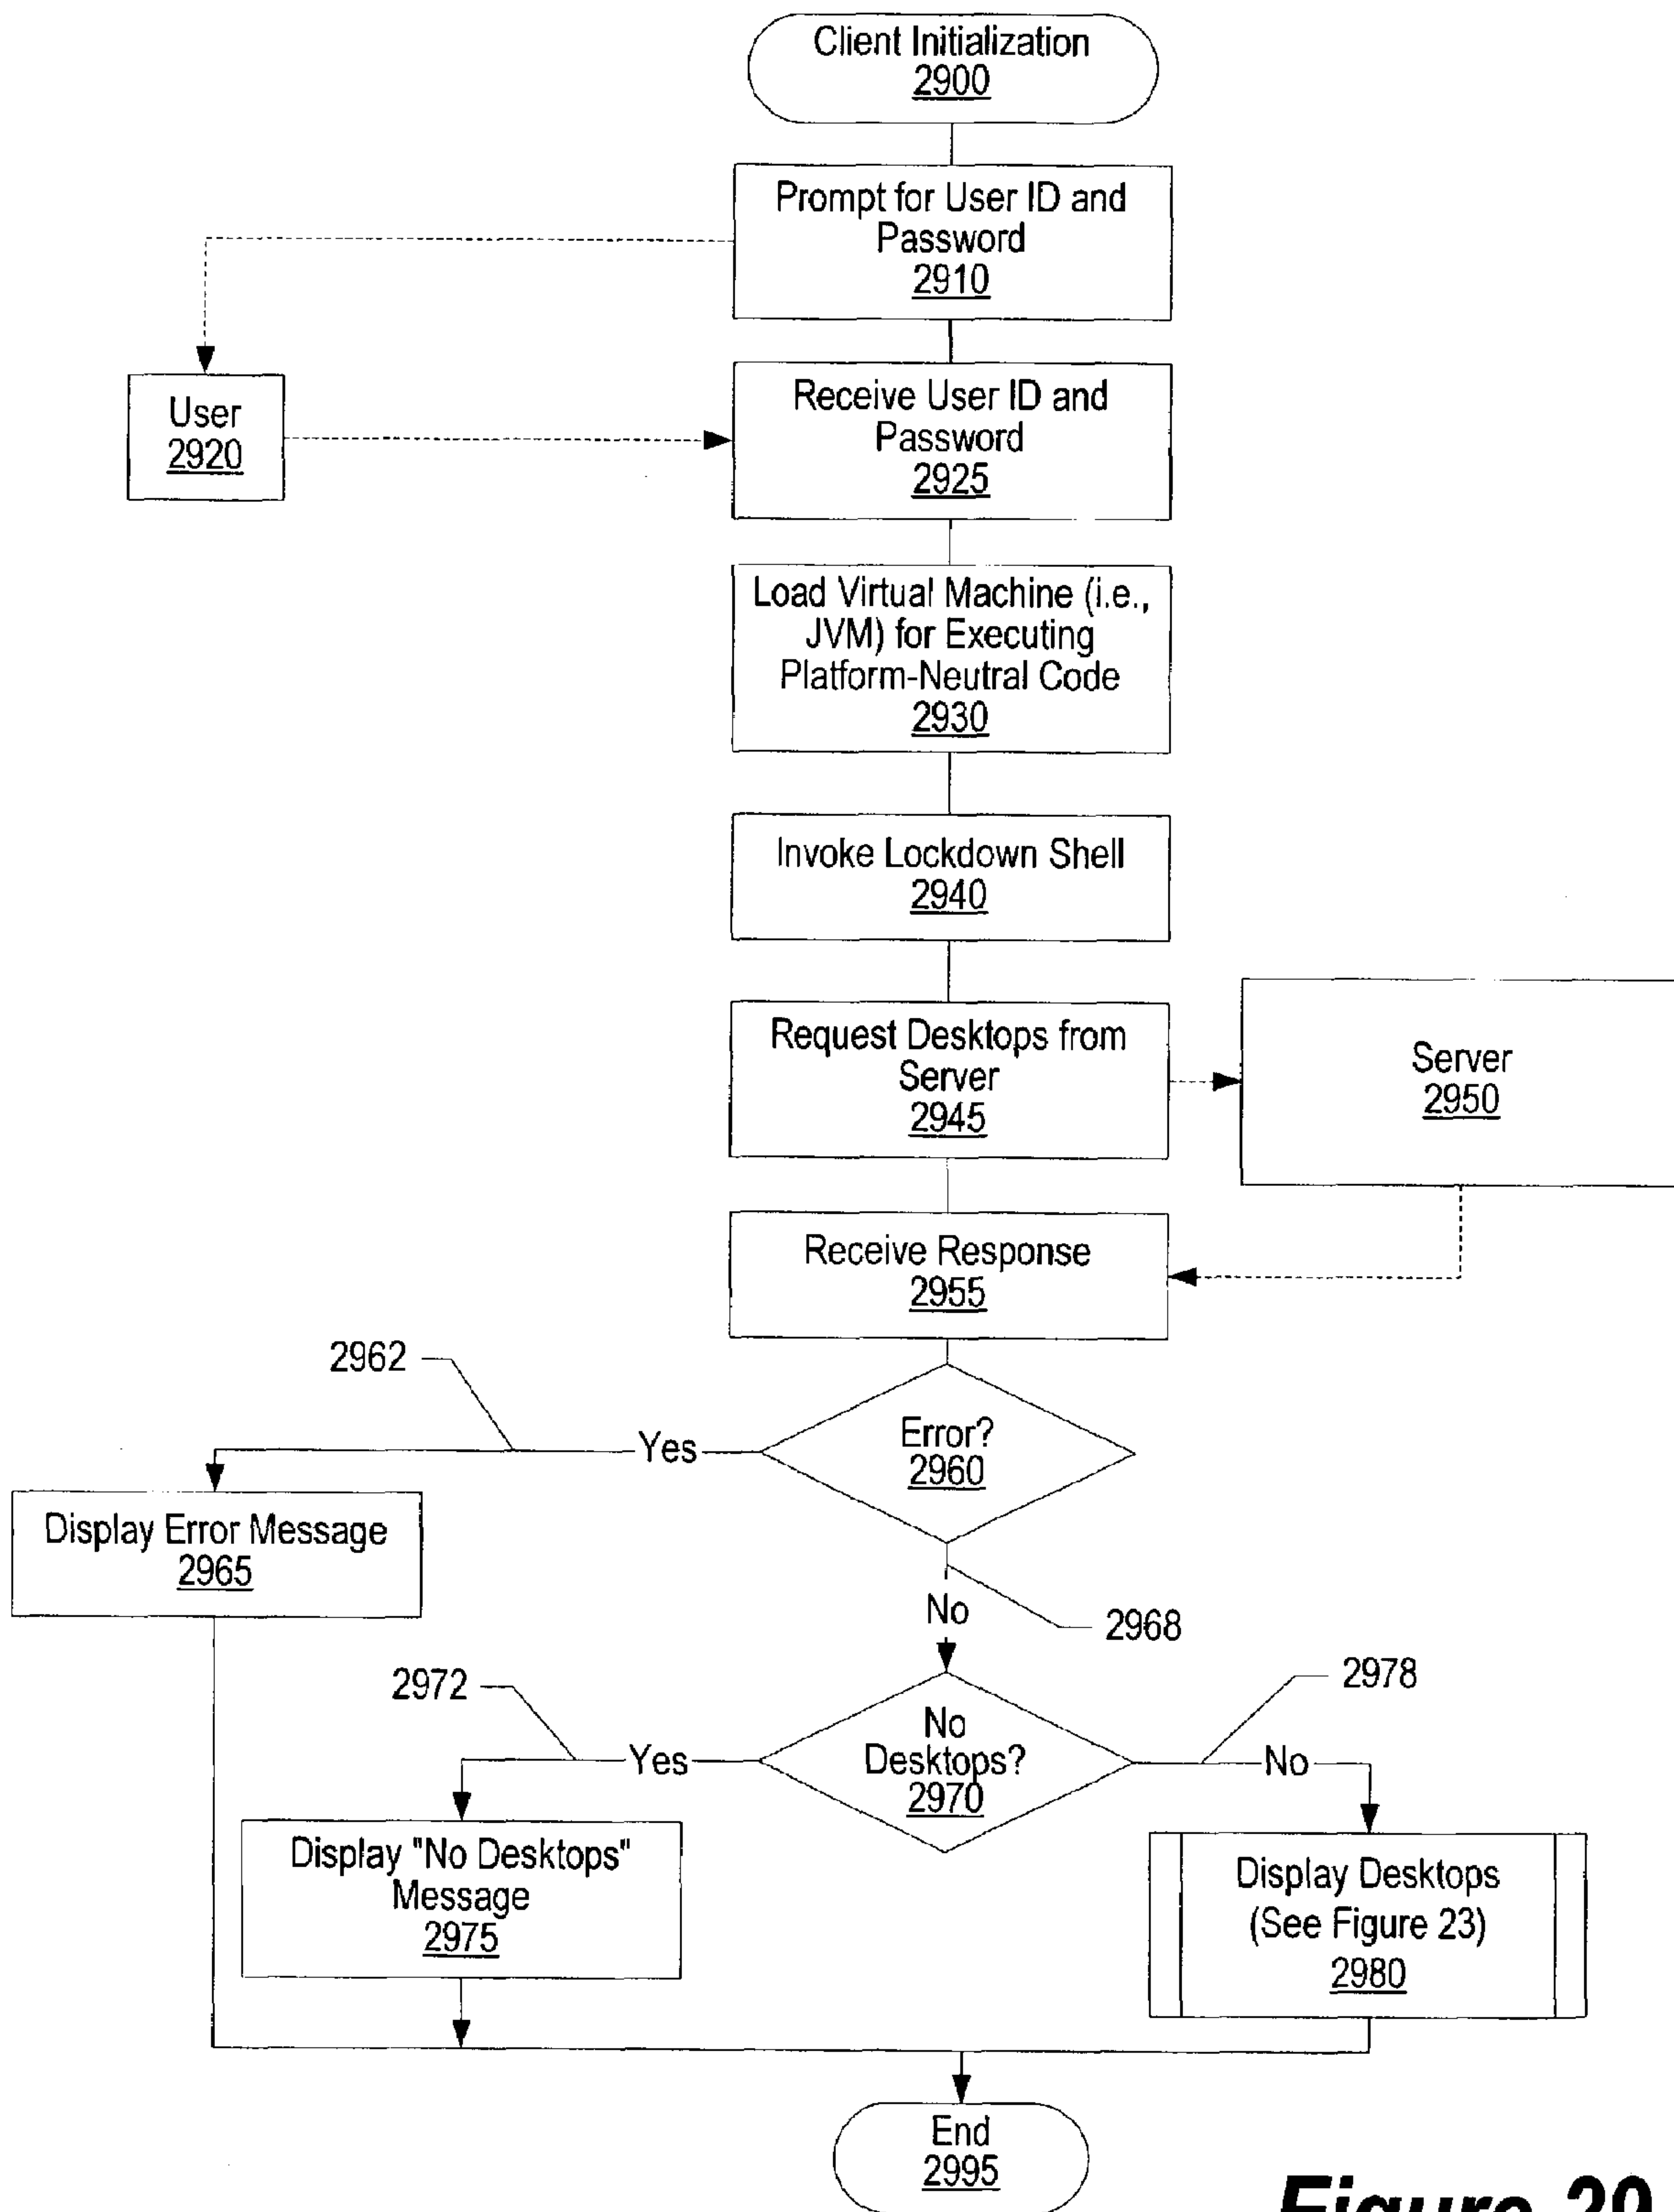 Client Initialization
2900
Prompt for User ID and
Password
2910
User
2920
Receive User ID and
Password
2925
Load Virtual Machine (i.e.,
JVM) for Executing
Platform-Neutral Code
2930
Invoke Lockdown Shell
2940
Request Desktops from
Server
2945
Server
2950
Receive Response
2955
2962
Yes
Error?
2960
Display Error Message
2965
No
2968
2972
2978
Yes
No
Desktops?
2970
No
Display "No Desktops"
Message
2975
Display Desktops
(See Figure 23)
2980
End
2995
Figure 29